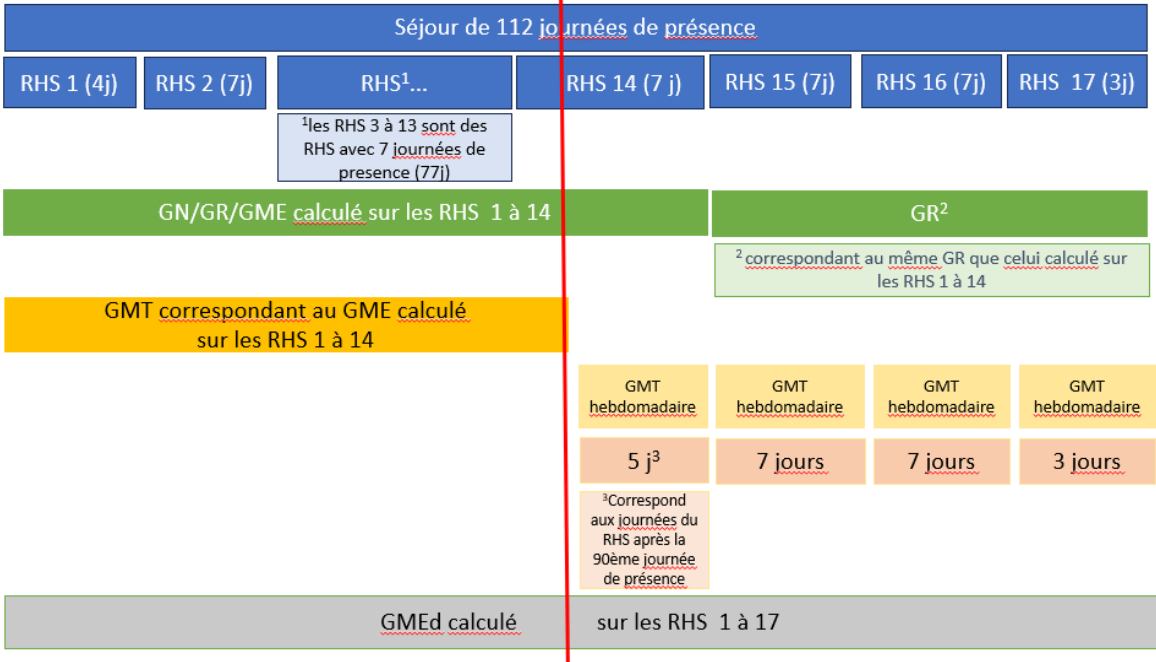 Séjour de 112 journées de présence
RHS 1 (4j)
RHS 2 (7j)
RHS¹...
RHS 14 (7 j)
RHS 15 (7j)
RHS 16 (7j)
RHS 17 (3j)
¹les RHS 3 à 13 sont des
RHS avec 7 journées de
presence (77j)
GN/GR/GME calculé sur les RHS 1 à 14
GR²
² correspondant au même GR que celui calculé sur
les RHS 1 à 14
GMT correspondant au GME calculé
sur les RHS 1 à 14
GMT
hebdomadaire
GMT
hebdomadaire
GMT
hebdomadaire
GMT
hebdomadaire
5 j³
7 jours
7 jours
3 jours
³Correspond
aux journées du
RHS après la
90ème journée
de présence
GMEd calculé sur les RHS 1 à 17